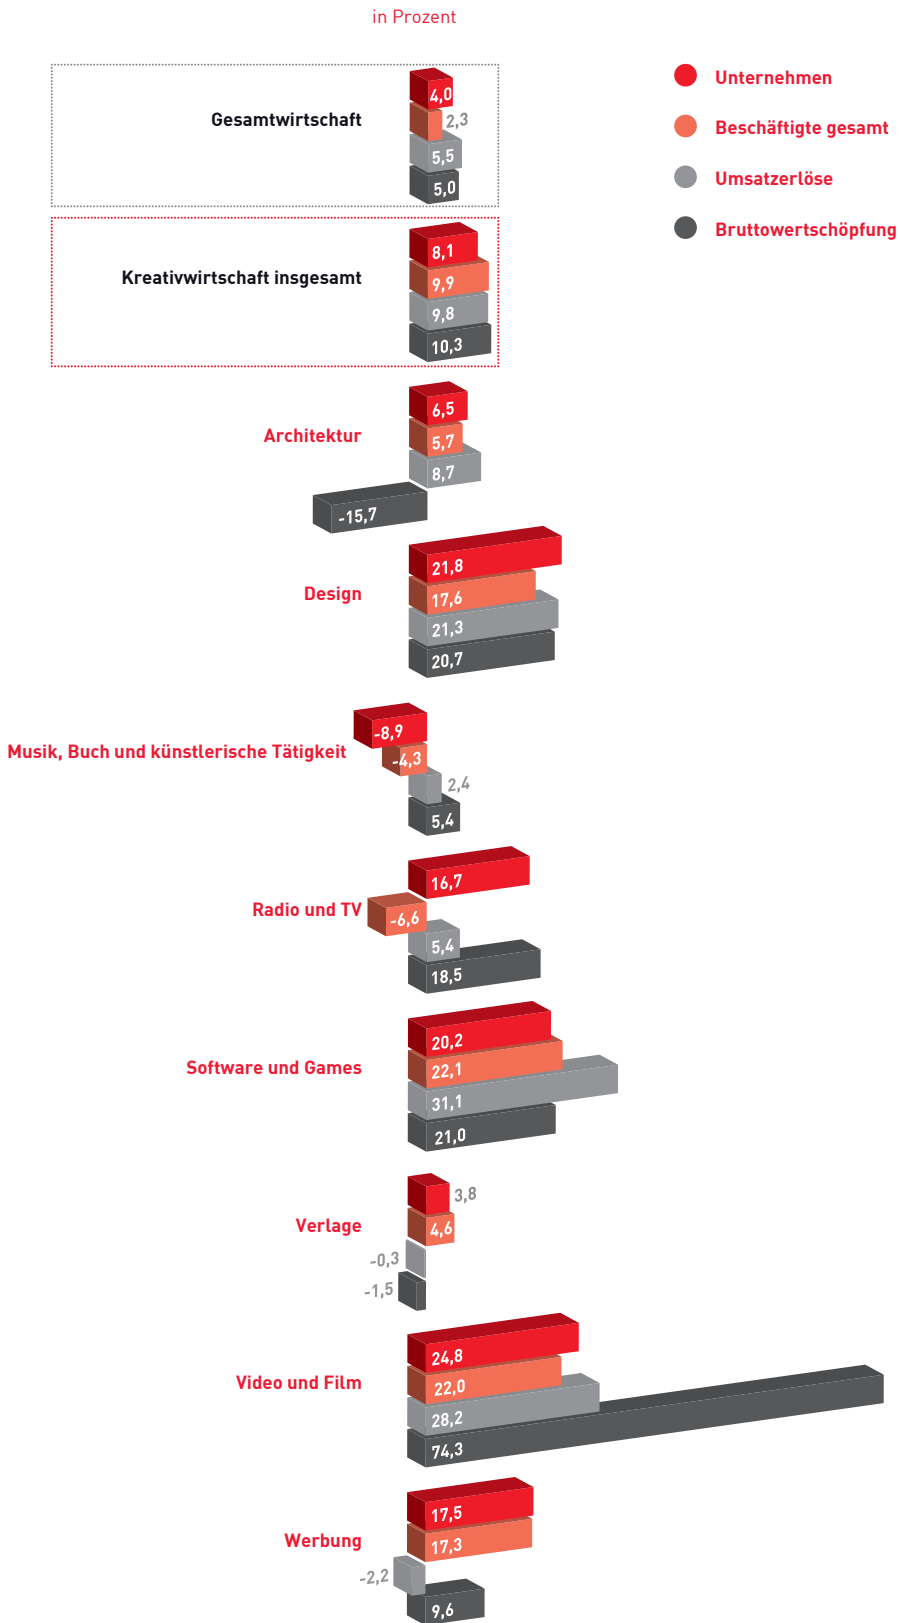 in Prozent
Unternehmen
Beschäftigte gesamt
Umsatzerlöse
Bruttowertschöpfung
Gesamtwirtschaft
4,0
2,3
5,5
5,0
Kreativwirtschaft insgesamt
8,1
9,9
9,8
10,3
Architektur
6,5
5,7
8,7
-15,7
Design
21,8
17,6
21,3
20,7
Musik, Buch und künstlerische Tätigkeit
-8,9
-4,3
2,4
5,4
Radio und TV
16,7
-6,6
5,4
18,5
Software und Games
20,2
22,1
31,1
21,0
Verlage
3,8
4,6
-0,3
-1,5
Video und Film
24,8
22,0
28,2
74,3
Werbung
17,5
17,3
-2,2
9,6